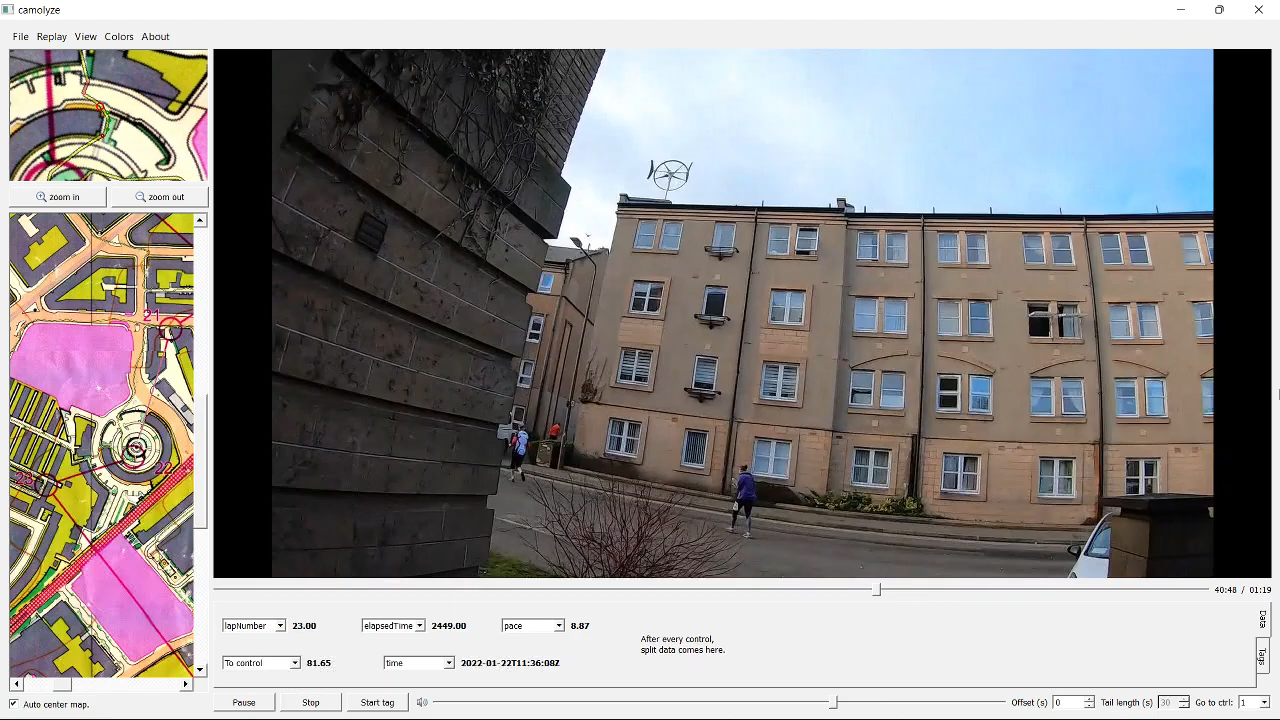 camolyze
File Replay View Colors About
zoom in zoom out
21
22
23
40:48 / 01:19
lapNumber 23.00 elapsedTime 2449.00 pace 8.87
After every control,
split data comes here.
To control 81.65 time 2022-01-22T11:36:08Z
Data
Tags
Auto center map.
Pause Stop Start tag Offset (s) 0 Tail length (s) 30 Go to ctrl: 1